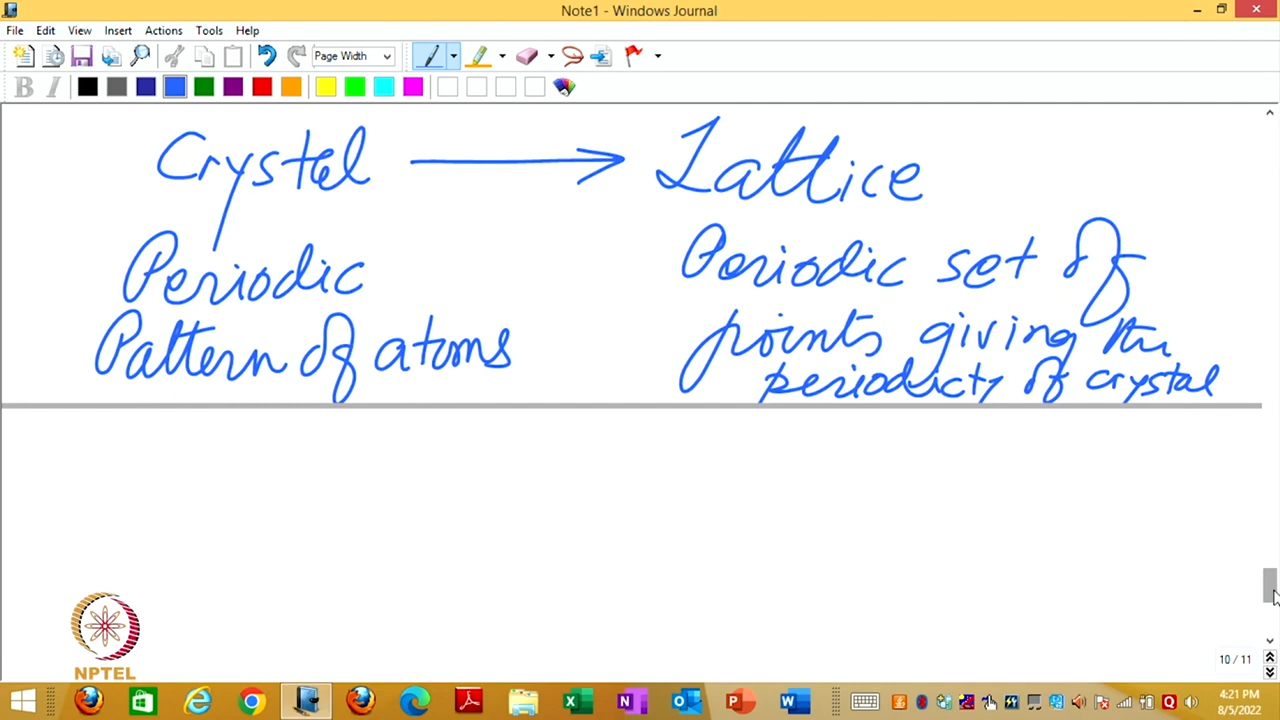 Note1 - Windows Journal
File Edit View Insert Actions Tools Help
Page Width
B I
Crystal → Lattice
Periodic
Pattern of atoms
Periodic set of
points giving the
periodicty of crystal
NPTEL
10 / 11
4:21 PM
8/5/2022